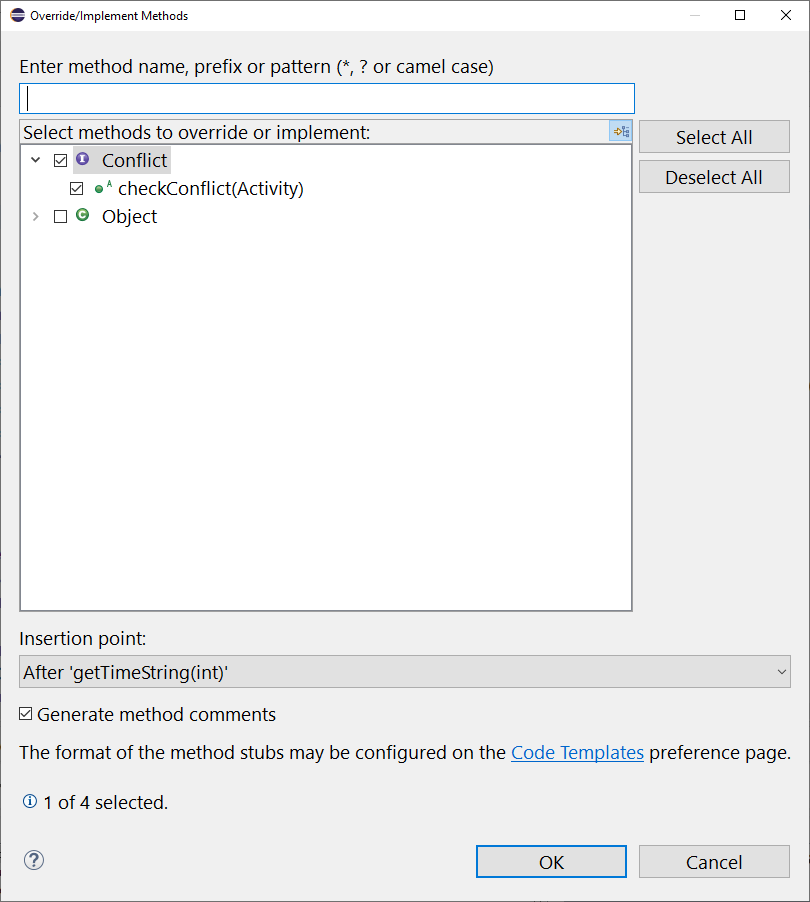 Override/Implement Methods
Enter method name, prefix or pattern (*, ? or camel case)
Select methods to override or implement:
Select All
I Conflict
Deselect All
A checkConflict(Activity)
C Object
Insertion point:
After 'getTimeString(int)'
Generate method comments
The format of the method stubs may be configured on the Code Templates preference page.
1 of 4 selected.
OK
Cancel